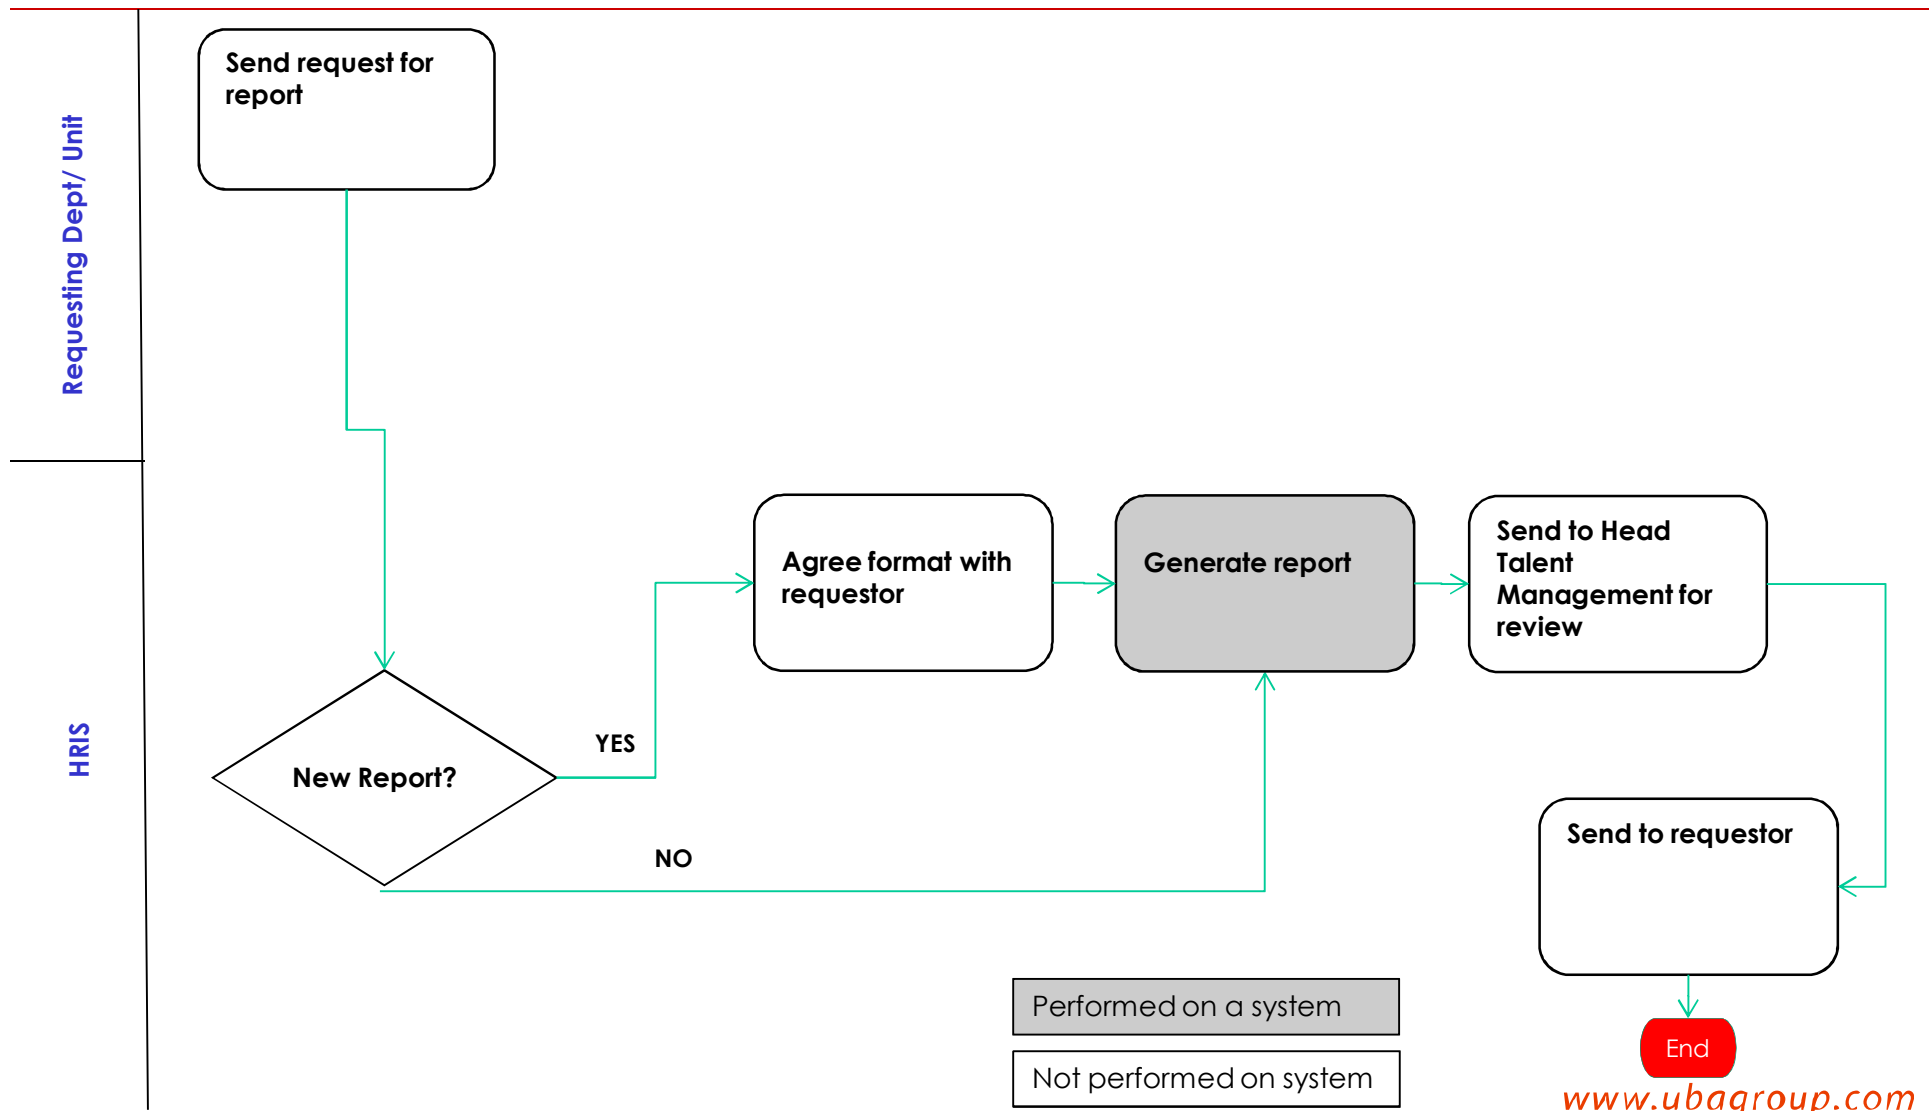 Requesting Dept/ Unit
Send request for
report
HRIS
New Report?
YES
NO
Agree format with
requestor
Generate report
Send to Head
Talent
Management for
review
Send to requestor
End
Performed on a system
Not performed on system
www.ubagroup.com